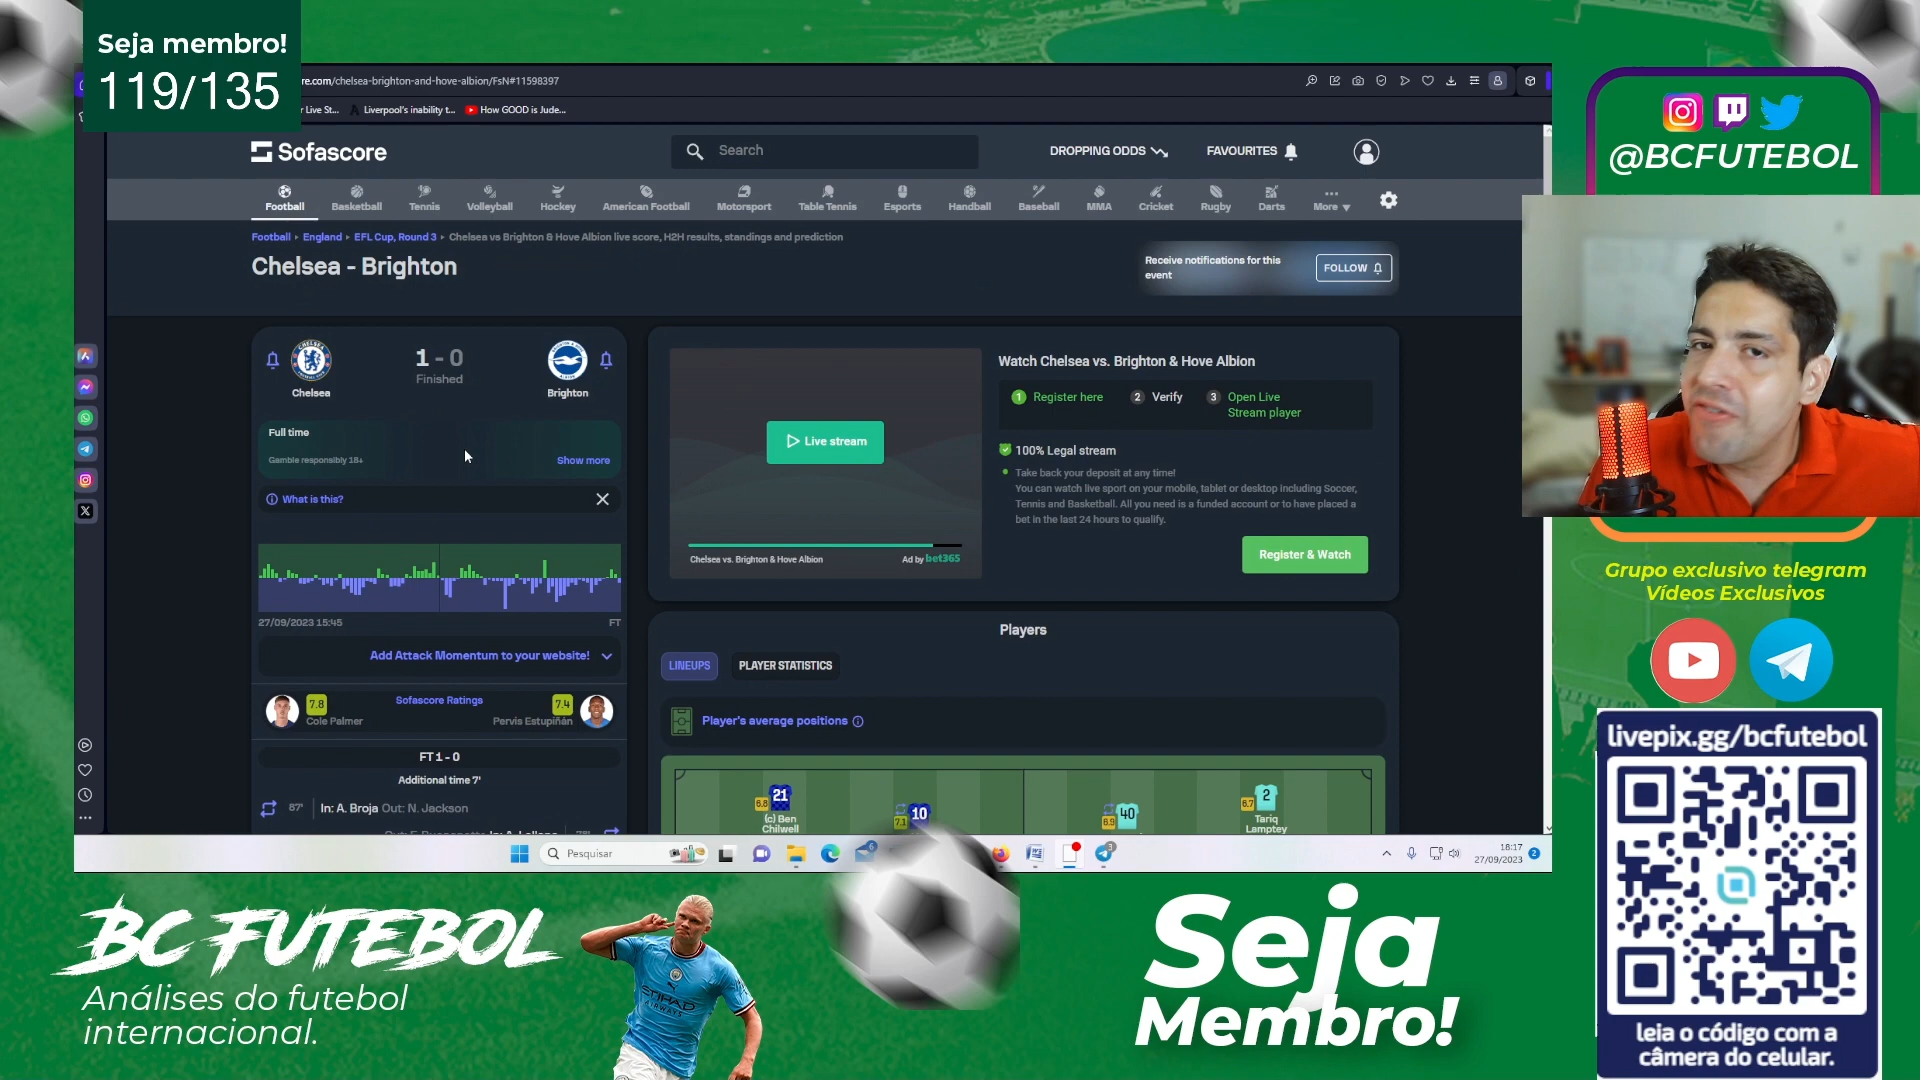 Seja membro!
119/135
re.com/chelsea-brighton-and-hove-albion/FsN#11598397
r Live St...
Liverpool's inability t...
How GOOD is Jude...
Sofascore
Search
DROPPING ODDS
FAVOURITES
Football
Basketball
Tennis
Volleyball
Hockey
American Football
Motorsport
Table Tennis
Esports
Handball
Baseball
MMA
Cricket
Rugby
Darts
More
Football
England
EFL Cup, Round 3
Chelsea vs Brighton & Hove Albion live score, H2H results, standings and prediction
Chelsea - Brighton
Receive notifications for this
event
FOLLOW
1 - 0
Finished
Chelsea
Brighton
Full time
Gamble responsibly 18+
Show more
What is this?
27/09/2023 15:45
FT
Add Attack Momentum to your website!
7.8
Cole Palmer
Sofascore Ratings
7.4
Pervis Estupiñán
FT 1 - 0
Additional time 7'
87'
In: A. Broja Out: N. Jackson
Live stream
Chelsea vs. Brighton & Hove Albion
Ad by bet365
Watch Chelsea vs. Brighton & Hove Albion
1 Register here
2 Verify
3 Open Live
Stream player
100% Legal stream
Take back your deposit at any time!
You can watch live sport on your mobile, tablet or desktop including Soccer,
Tennis and Basketball. All you need is a funded account or to have placed a
bet in the last 24 hours to qualify.
Register & Watch
Players
LINEUPS
PLAYER STATISTICS
Player's average positions
21
6.8
(c) Ben
Chilwell
10
7.1
40
6.9
2
6.7
Tariq
Lamptey
Pesquisar
18:17
27/09/2023
@BCFUTEBOL
Grupo exclusivo telegram
Vídeos Exclusivos
livepix.gg/bcfutebol
leia o código com a
câmera do celular.
BC FUTEBOL
Análises do futebol
internacional.
ETIHAD
AIRWAYS
Seja
Membro!